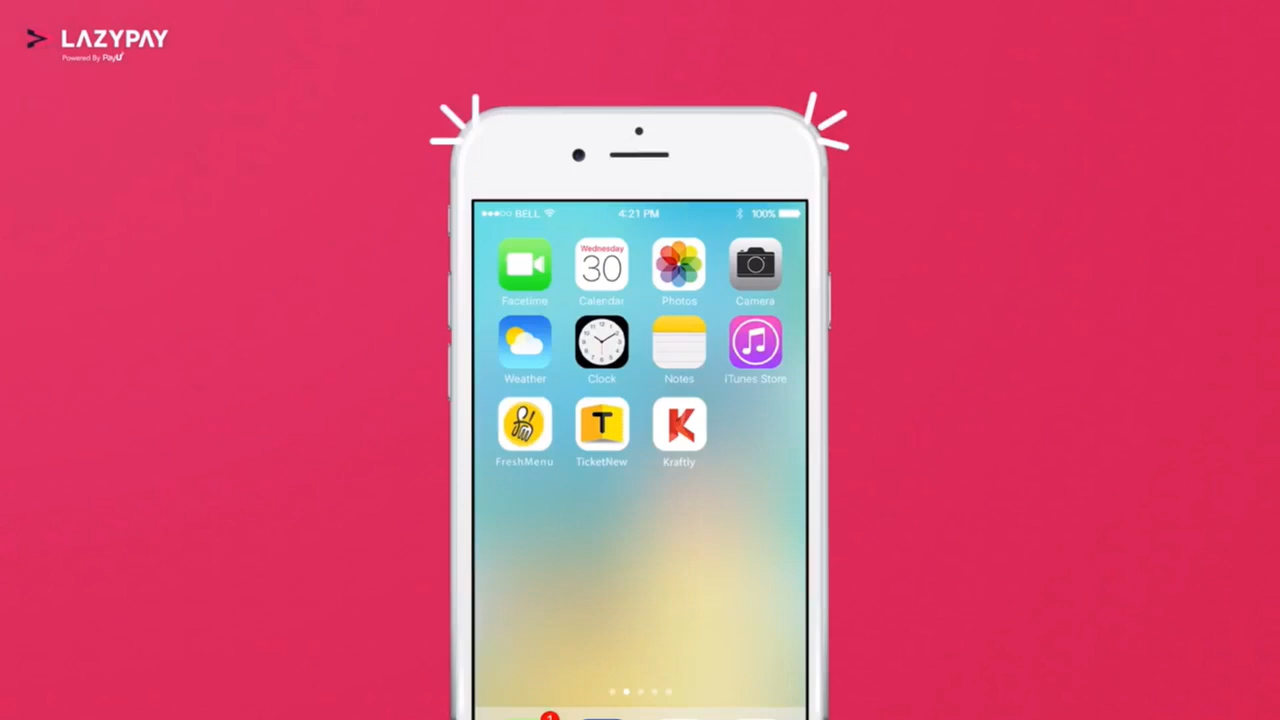 LAZYPAY
Powered By PayU
BELL 4:21 PM 100%
Wednesday
30
Facetime Calendar Photos Camera
Weather Clock Notes iTunes Store
T K
FreshMenu TicketNew Kraftly
1